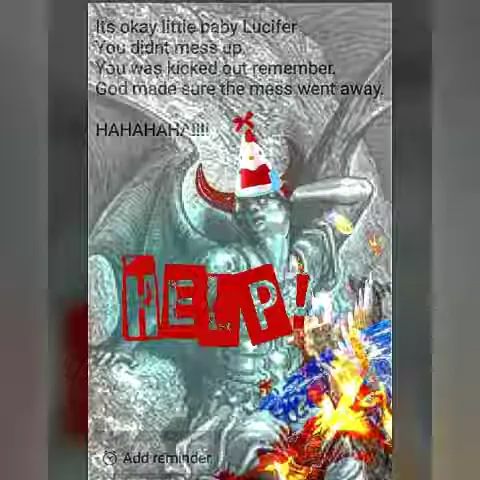 Its okay little baby Lucifer
You didnt mess up.
You was kicked out remember.
God made sure the mess went away.
HAHAHAHA!!!!
HELP!
Add reminder